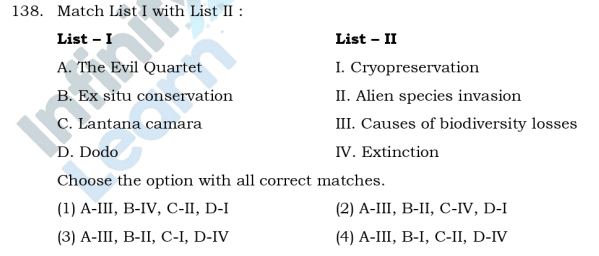 138. Match List I with List II :
List – I List – II
A. The Evil Quartet I. Cryopreservation
B. Ex situ conservation II. Alien species invasion
C. Lantana camara III. Causes of biodiversity losses
D. Dodo IV. Extinction
Choose the option with all correct matches.
(1) A-III, B-IV, C-II, D-I (2) A-III, B-II, C-IV, D-I
(3) A-III, B-II, C-I, D-IV (4) A-III, B-I, C-II, D-IV
Infinity
Learn